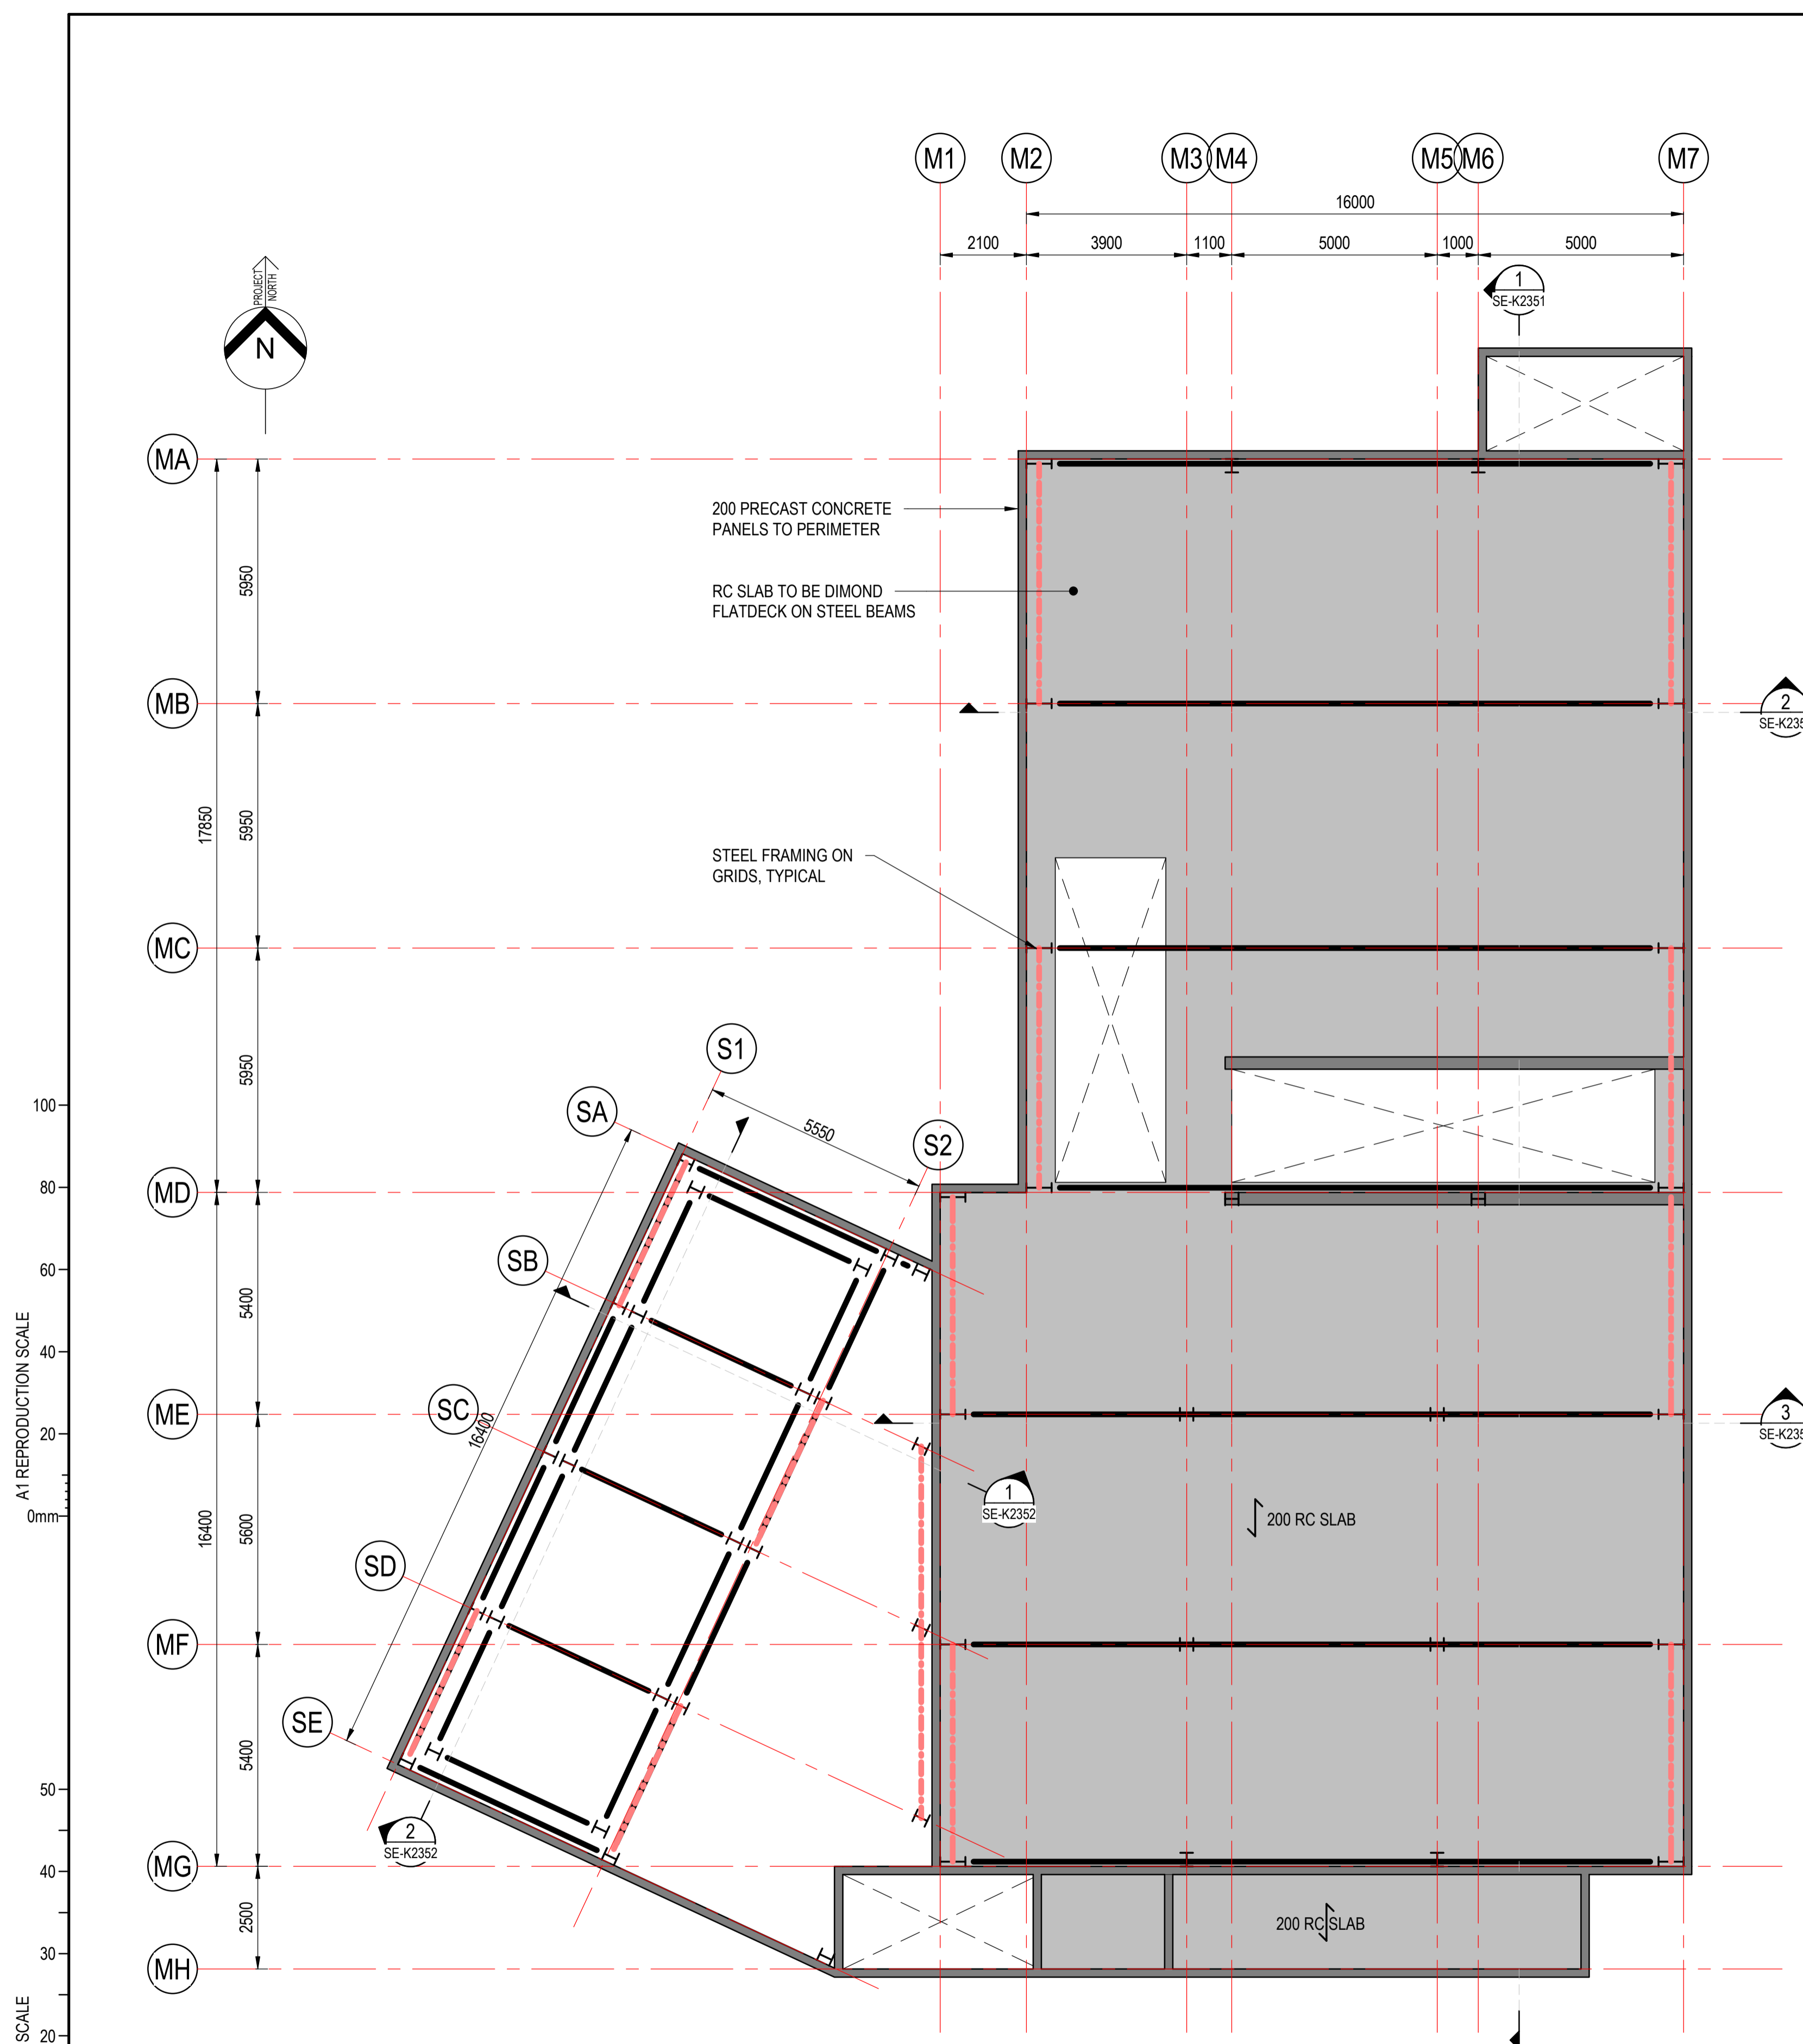 M1 M2 M3 M4 M5 M6 M7
16000
2100 3900 1100 5000 1000 5000
1
SE-K2351
PROJECT
NORTH
N
MA
200 PRECAST CONCRETE
PANELS TO PERIMETER
5950
RC SLAB TO BE DIMOND
FLATDECK ON STEEL BEAMS
MB
2
SE-K235
17850
5950
STEEL FRAMING ON
GRIDS, TYPICAL
MC
5950
S1
SA
5550
S2
100
80
MD
SB
60
5400
40
A1 REPRODUCTION SCALE
SC
ME
16400
20
3
SE-K235
1
SE-K2352
0mm
16400
5600
200 RC SLAB
SD
MF
SE
5400
50
2
SE-K2352
40
MG
2500
200 RC SLAB
30
MH
SCALE
20